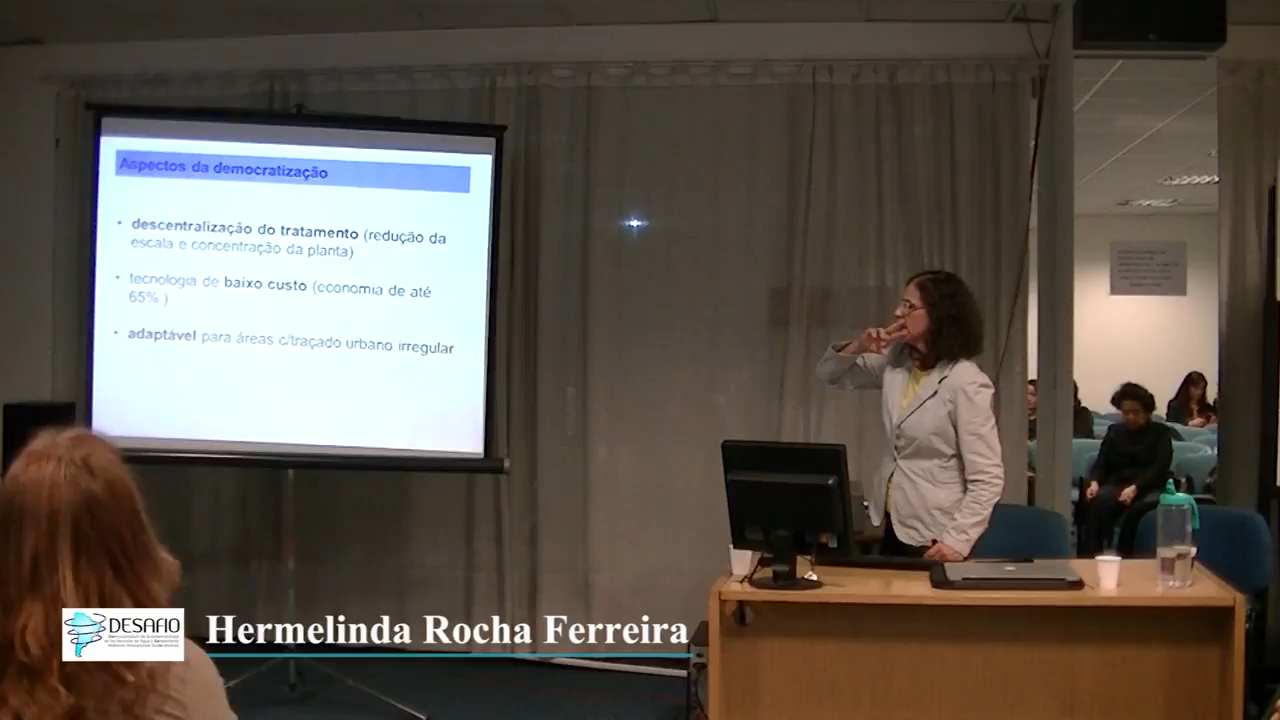 Aspectos da democratização
• descentralização do tratamento (redução da
escala e concentração da planta)
• tecnologia de baixo custo (economia de até
65% )
• adaptável para áreas c/traçado urbano irregular
DESAFIO
Hermelinda Rocha Ferreira